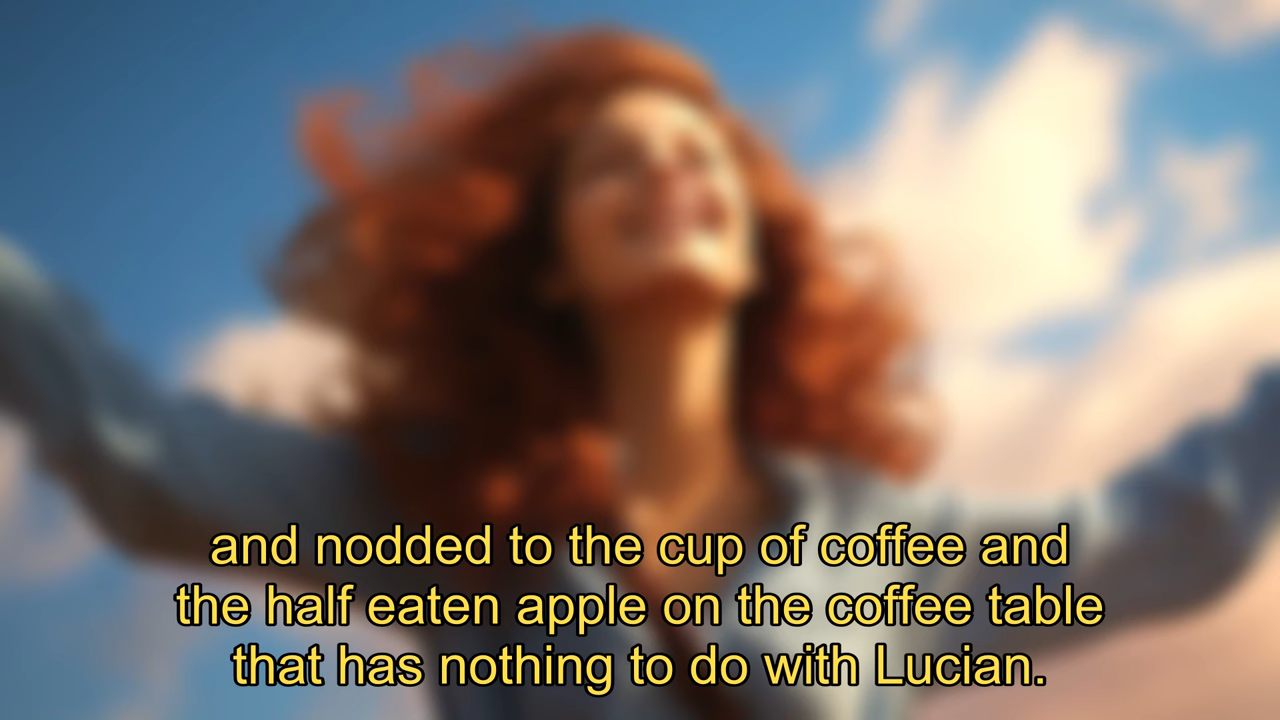 and nodded to the cup of coffee and
the half eaten apple on the coffee table
that has nothing to do with Lucian.